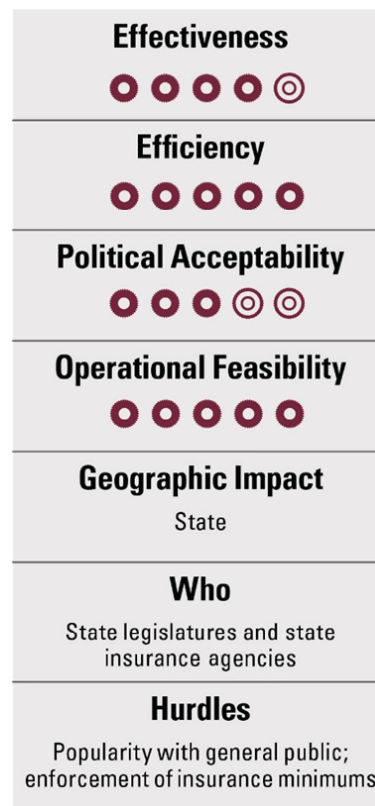 Effectiveness
Efficiency
Political Acceptability
Operational Feasibility
Geographic Impact
State
Who
State legislatures and state
insurance agencies
Hurdles
Popularity with general public;
enforcement of insurance minimums